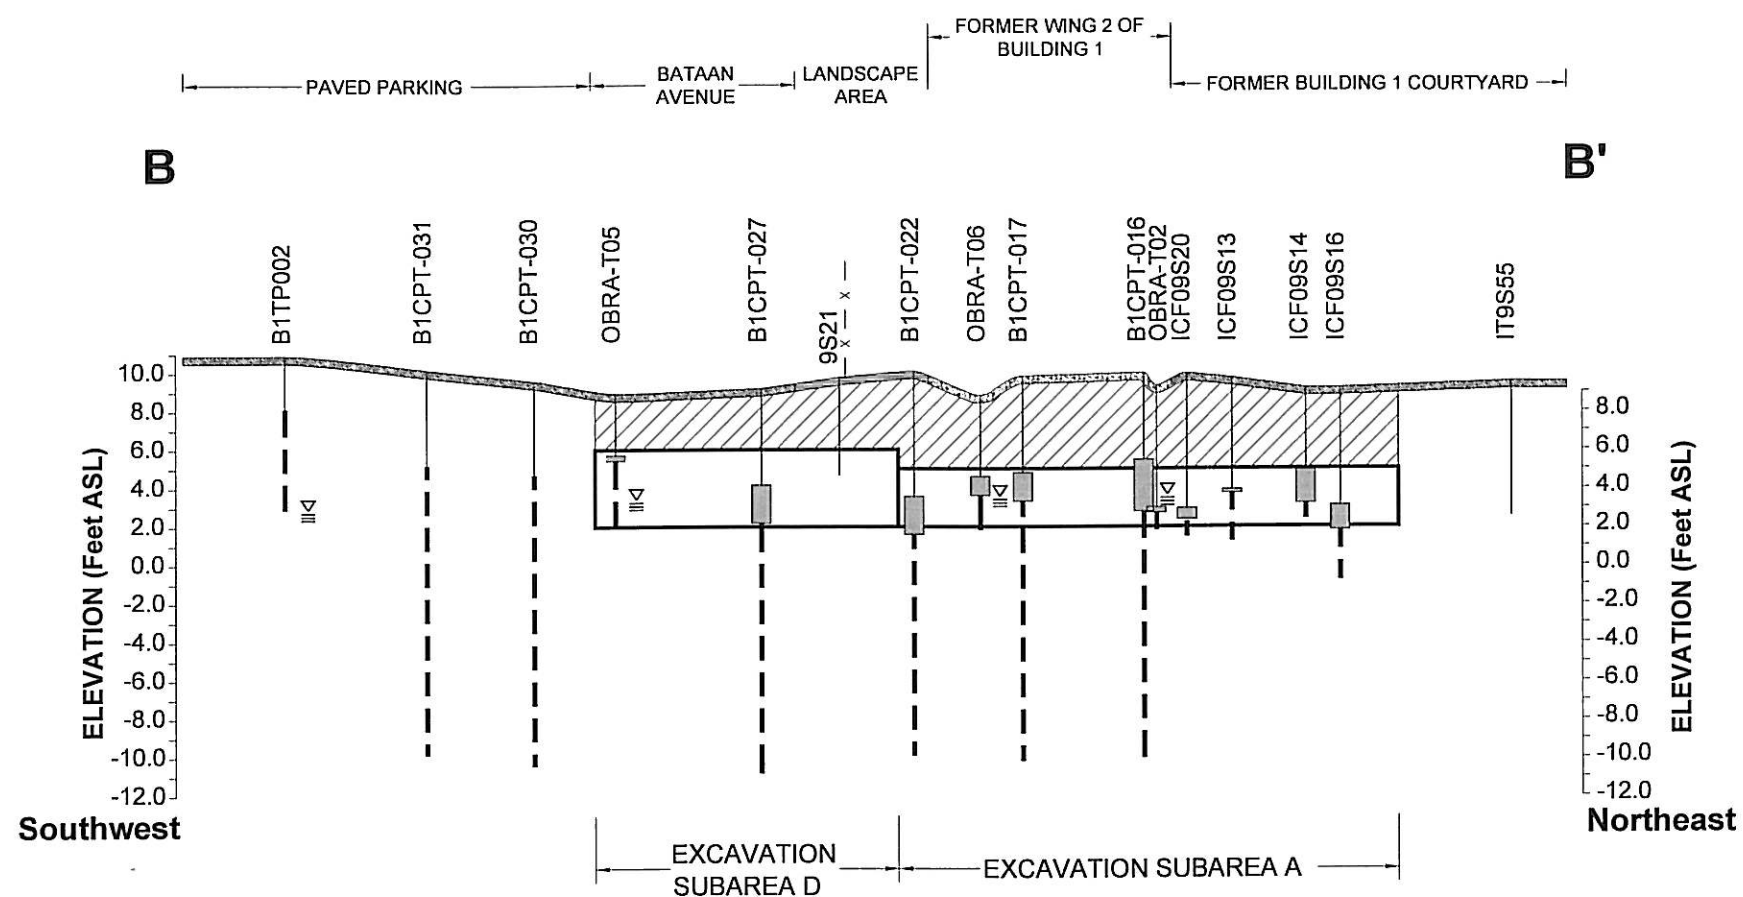 FORMER WING 2 OF
BUILDING 1
PAVED PARKING
BATAAN
AVENUE
LANDSCAPE
AREA
FORMER BUILDING 1 COURTYARD
B
B'
B1TP002
B1CPT-031
B1CPT-030
OBRA-T05
B1CPT-027
9S21
x
x
B1CPT-022
OBRA-T06
B1CPT-017
B1CPT-016
OBRA-T02
ICF09S20
ICF09S13
ICF09S14
ICF09S16
IT9S55
ELEVATION (Feet ASL)
10.0
8.0
6.0
4.0
2.0
0.0
-2.0
-4.0
-6.0
-8.0
-10.0
-12.0
8.0
6.0
4.0
2.0
0.0
-2.0
-4.0
-6.0
-8.0
-10.0
-12.0
ELEVATION (Feet ASL)
Southwest
Northeast
EXCAVATION
SUBAREA D
EXCAVATION SUBAREA A